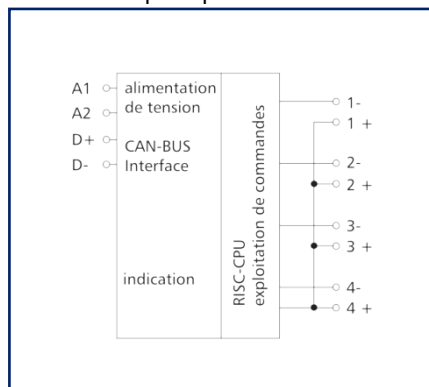 A1
alimentation
A2
de tension
D+
CAN-BUS
D-
Interface
indication
RISC-CPU
exploitation de commandes
1-
1 +
2-
2 +
3-
3 +
4-
4 +